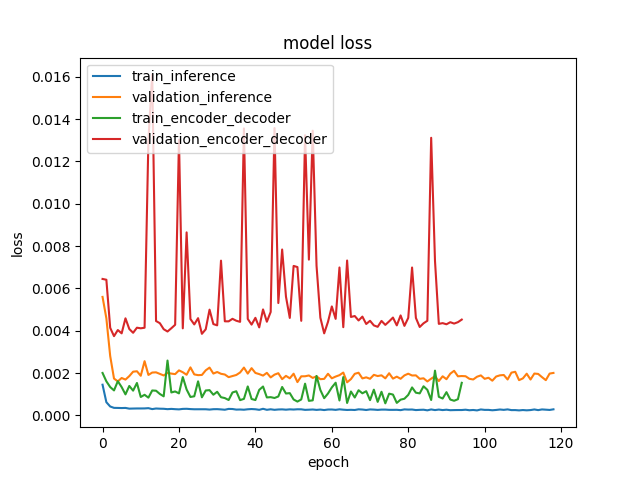 model loss
train_inference
validation_inference
train_encoder_decoder
validation_encoder_decoder
0.016
0.014
0.012
0.010
0.008
0.006
0.004
0.002
0.000
loss
0 20 40 60 80 100 120
epoch